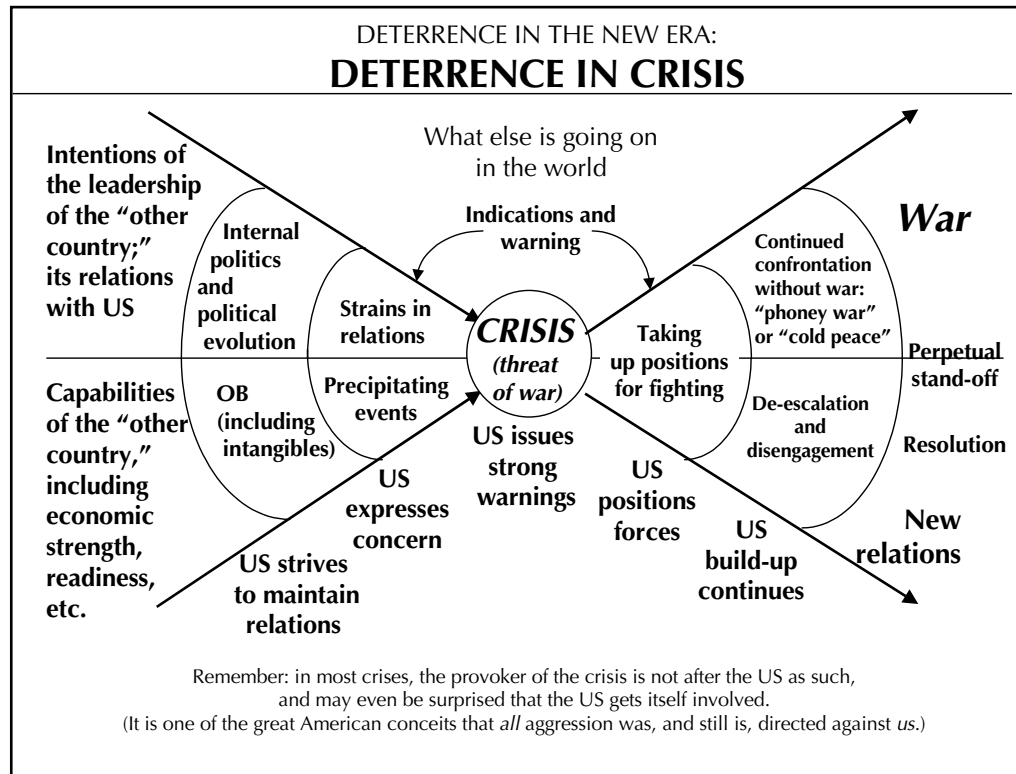 DETERRENCE IN THE NEW ERA:
DETERRENCE IN CRISIS
What else is going on
in the world
Intentions of
the leadership
of the “other
country;”
its relations
with US
Internal
politics
and
political
evolution
Strains in
relations
Indications and
warning
CRISIS
(threat
of war)
Taking
up positions
for fighting
Continued
confrontation
without war:
“phoney war”
or “cold peace”
War
Perpetual
stand-off
Capabilities
of the “other
country,”
including
economic
strength,
readiness,
etc.
OB
(including
intangibles)
Precipitating
events
De-escalation
and
disengagement
Resolution
New
relations
US strives
to maintain
relations
US
expresses
concern
US issues
strong
warnings
US
positions
forces
US
build-up
continues
Remember: in most crises, the provoker of the crisis is not after the US as such,
and may even be surprised that the US gets itself involved.
(It is one of the great American conceits that all aggression was, and still is, directed against us.)